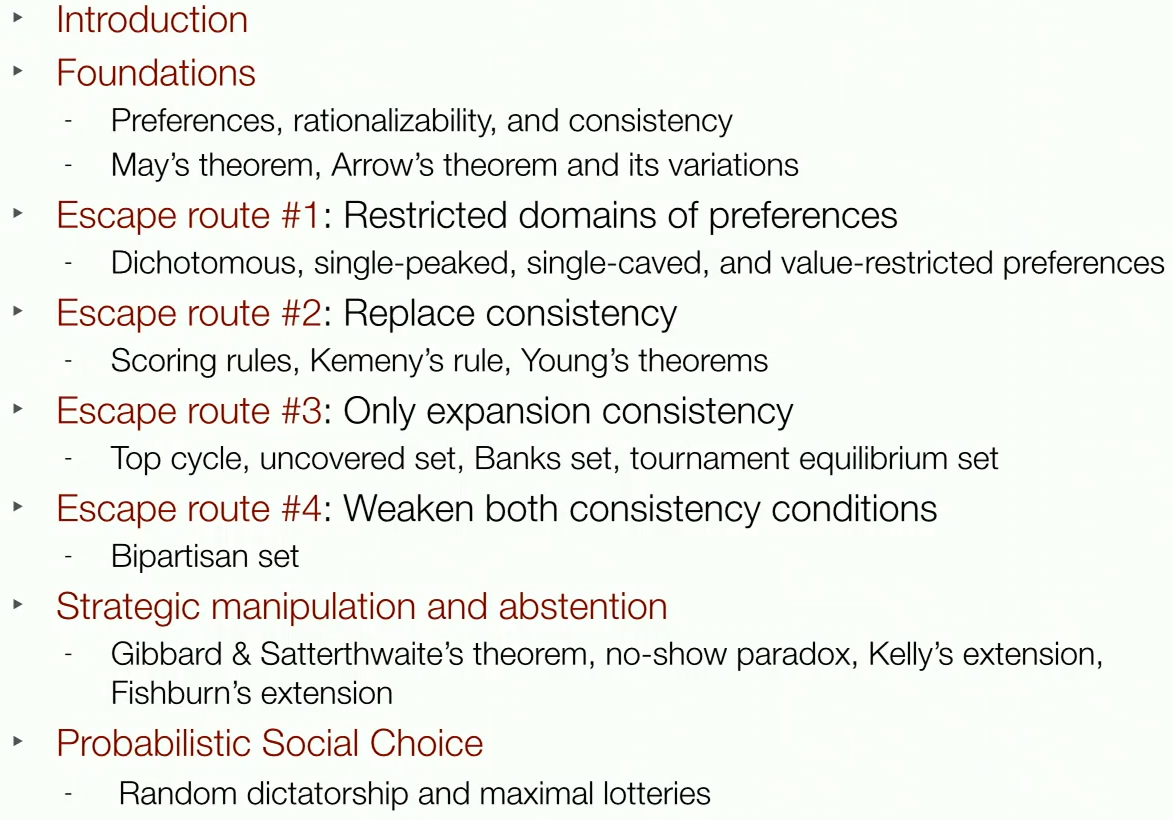 ‣ Introduction
‣ Foundations
- Preferences, rationalizability, and consistency
- May’s theorem, Arrow’s theorem and its variations
‣ Escape route #1: Restricted domains of preferences
- Dichotomous, single-peaked, single-caved, and value-restricted preferences
‣ Escape route #2: Replace consistency
- Scoring rules, Kemeny’s rule, Young’s theorems
‣ Escape route #3: Only expansion consistency
- Top cycle, uncovered set, Banks set, tournament equilibrium set
‣ Escape route #4: Weaken both consistency conditions
- Bipartisan set
‣ Strategic manipulation and abstention
- Gibbard & Satterthwaite’s theorem, no-show paradox, Kelly’s extension,
Fishburn’s extension
‣ Probabilistic Social Choice
- Random dictatorship and maximal lotteries